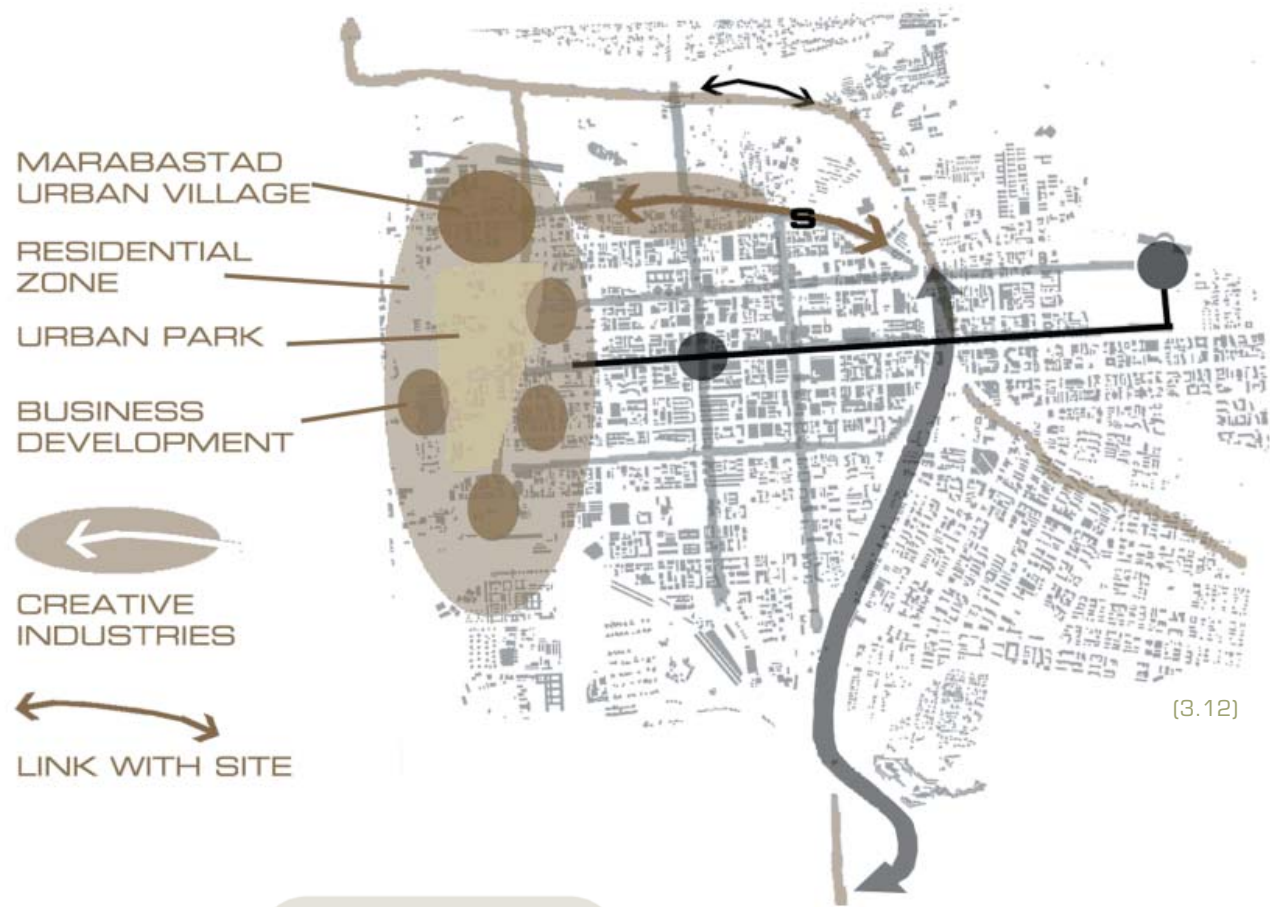 MARABASTAD
URBAN VILLAGE
RESIDENTIAL
ZONE
URBAN PARK
BUSINESS
DEVELOPMENT
CREATIVE
INDUSTRIES
LINK WITH SITE
S
(3.12)